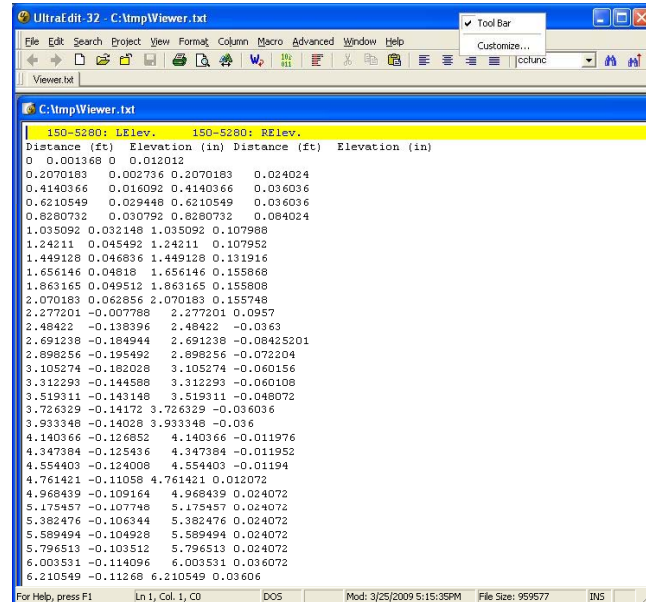 UltraEdit-32 - C:\tmp\Viewer.txt
Tool Bar
Customize...
File Edit Search Project View Format Column Macro Advanced Window Help
ccfunc
Viewer.txt
C:\tmp\Viewer.txt
150-5280: LElev. 150-5280: RElev.
Distance (ft) Elevation (in) Distance (ft) Elevation (in)
0 0.001368 0 0.012012
0.2070183 0.002736 0.2070183 0.024024
0.4140366 0.016092 0.4140366 0.036036
0.6210549 0.029448 0.6210549 0.036036
0.8280732 0.030792 0.8280732 0.084024
1.035092 0.032148 1.035092 0.107988
1.24211 0.045492 1.24211 0.107952
1.449128 0.046836 1.449128 0.131916
1.656146 0.04818 1.656146 0.155868
1.863165 0.049512 1.863165 0.155808
2.070183 0.062856 2.070183 0.155748
2.277201 -0.007788 2.277201 0.0957
2.48422 -0.138396 2.48422 -0.0363
2.691238 -0.184944 2.691238 -0.08425201
2.898256 -0.195492 2.898256 -0.072204
3.105274 -0.182028 3.105274 -0.060156
3.312293 -0.144588 3.312293 -0.060108
3.519311 -0.143148 3.519311 -0.048072
3.726329 -0.14172 3.726329 -0.036036
3.933348 -0.14028 3.933348 -0.036
4.140366 -0.126852 4.140366 -0.011976
4.347384 -0.125436 4.347384 -0.011952
4.554403 -0.124008 4.554403 -0.01194
4.761421 -0.11058 4.761421 0.012072
4.968439 -0.109164 4.968439 0.024072
5.175457 -0.107748 5.175457 0.024072
5.382476 -0.106344 5.382476 0.024072
5.589494 -0.104928 5.589494 0.024072
5.796513 -0.103512 5.796513 0.024072
6.003531 -0.114096 6.003531 0.036072
6.210549 -0.11268 6.210549 0.03606
For Help, press F1 Ln 1, Col. 1, C0 DOS Mod: 3/25/2009 5:15:35PM File Size: 959577 INS